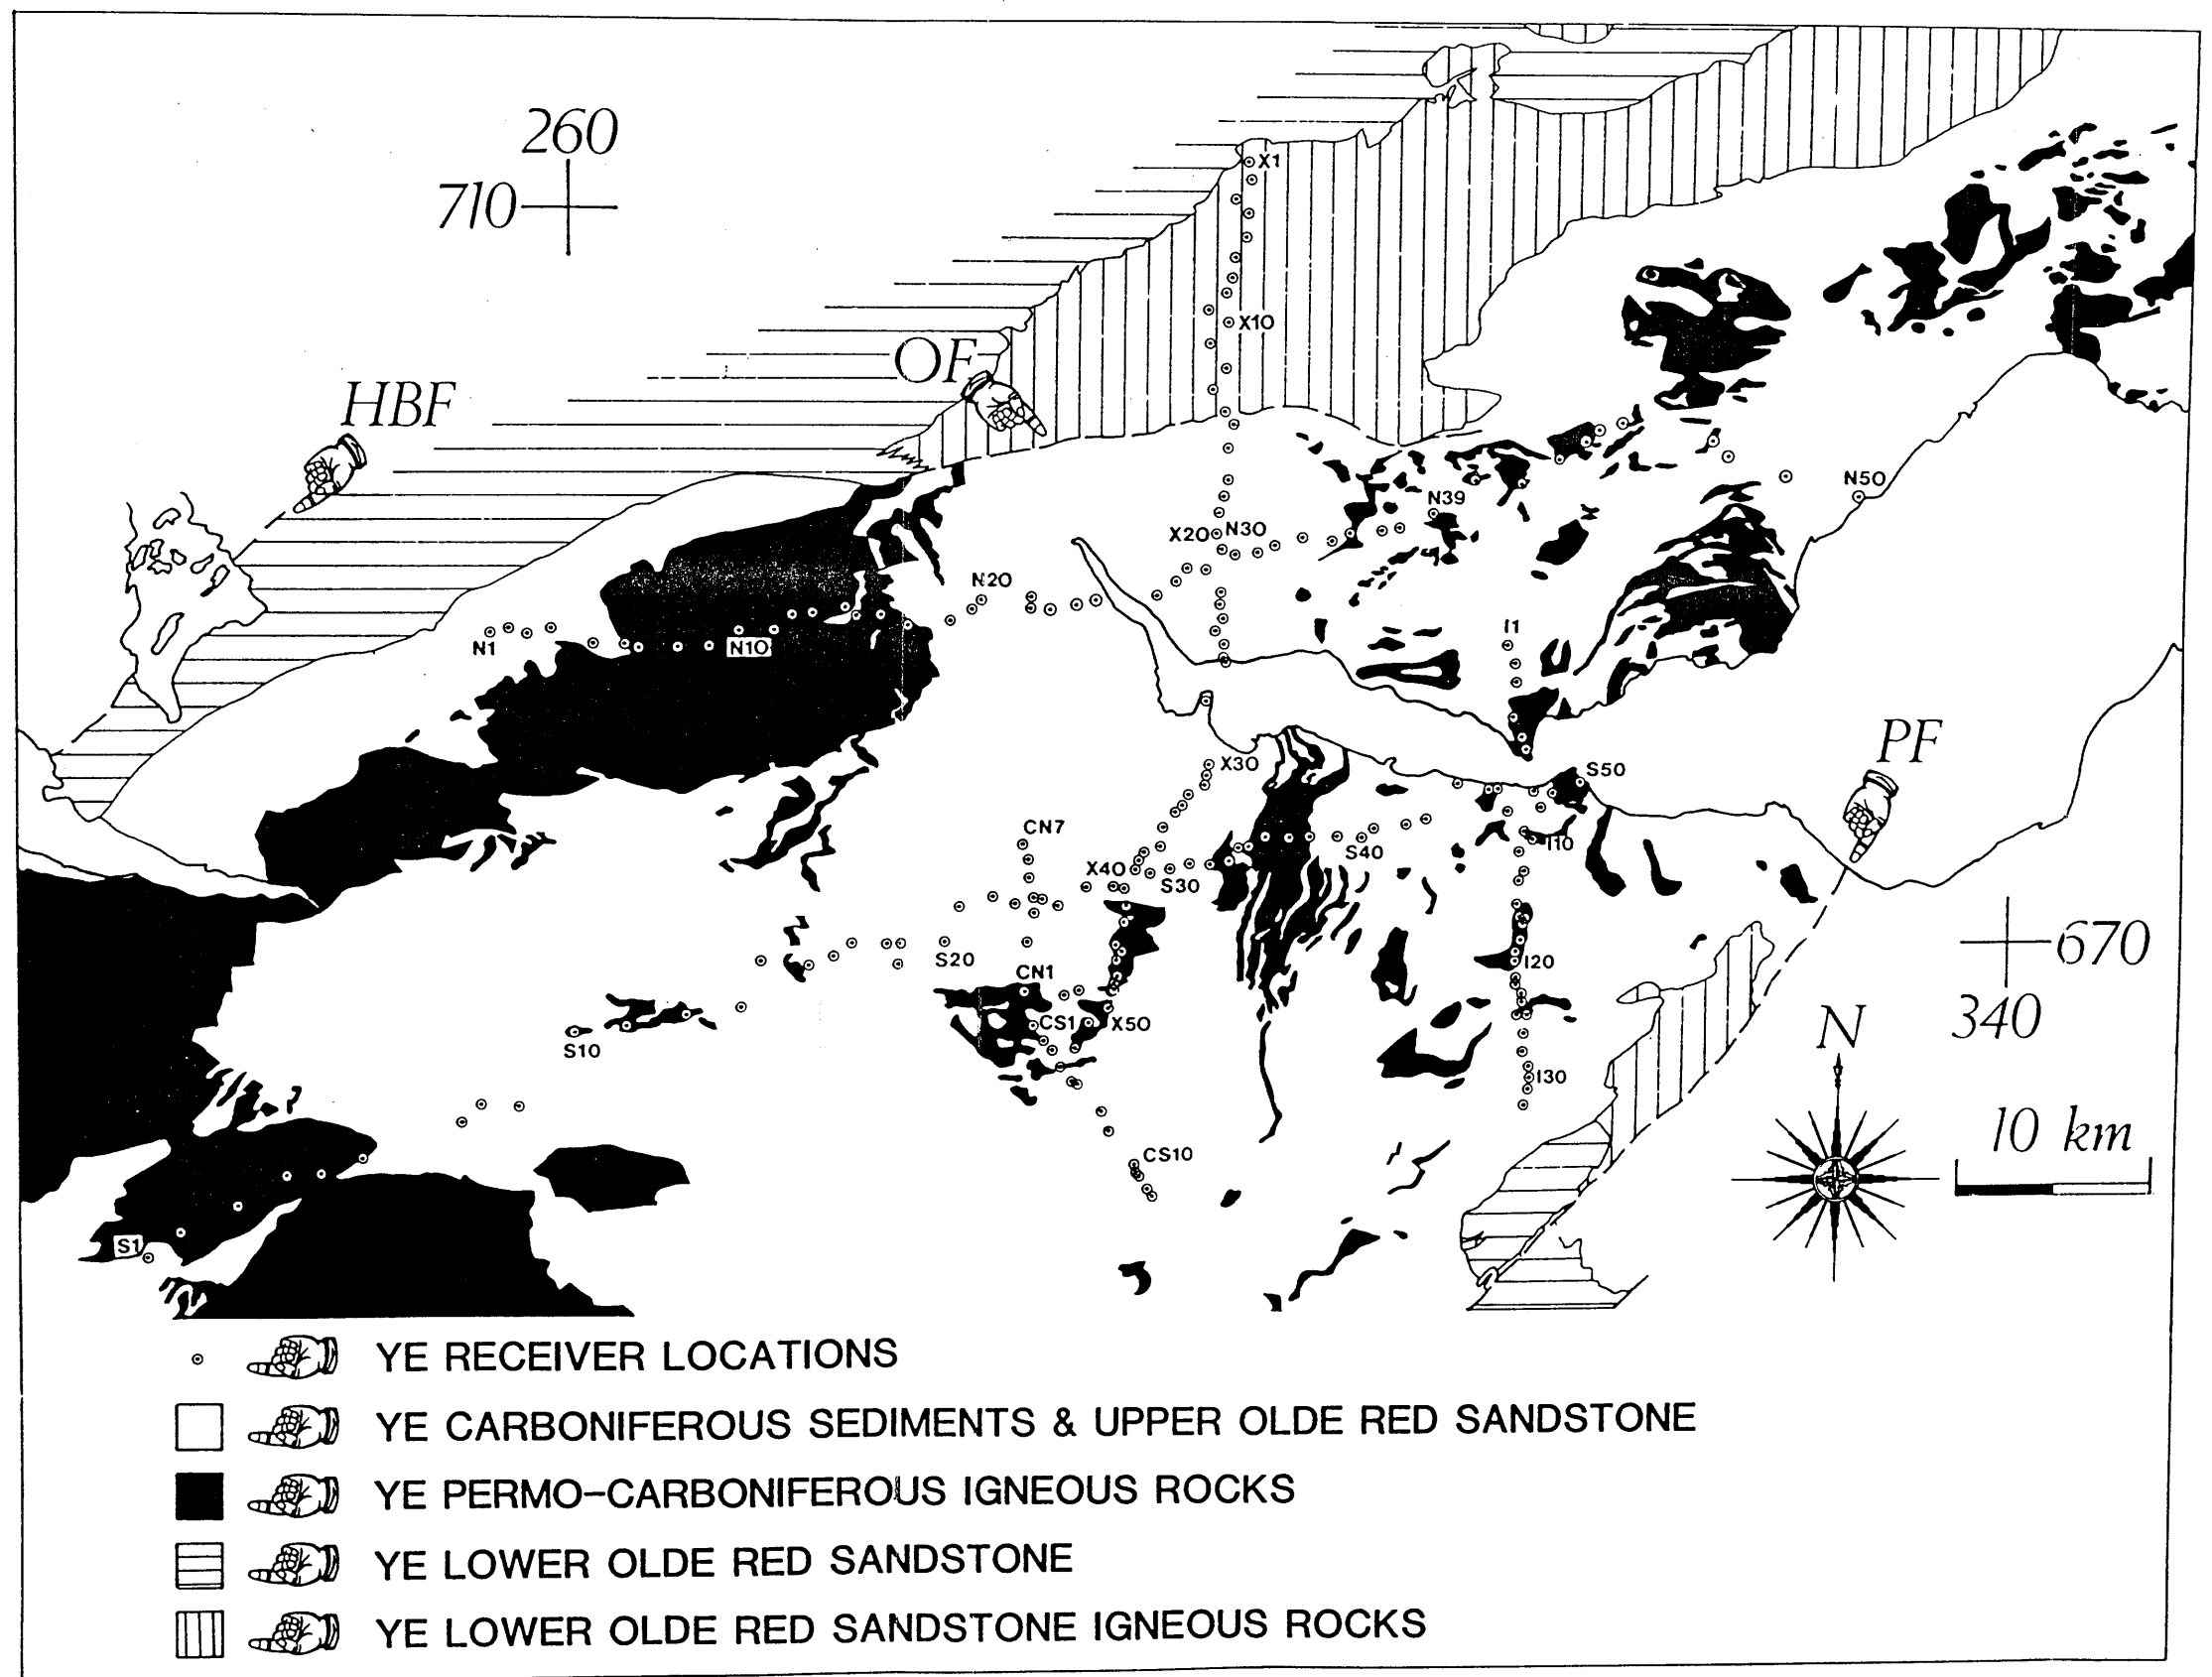 260
710
X1
X10
OF
HBF
N50
N39
X20 N30
N20
I1
N1
N10
PF
X30
S50
CN7
S40
I10
X40
S30
670
S20
I20
CN1
340
CS1
X50
N
S10
I30
10 km
CS10
S1
YE RECEIVER LOCATIONS
YE CARBONIFEROUS SEDIMENTS & UPPER OLDE RED SANDSTONE
YE PERMO-CARBONIFEROUS IGNEOUS ROCKS
YE LOWER OLDE RED SANDSTONE
YE LOWER OLDE RED SANDSTONE IGNEOUS ROCKS